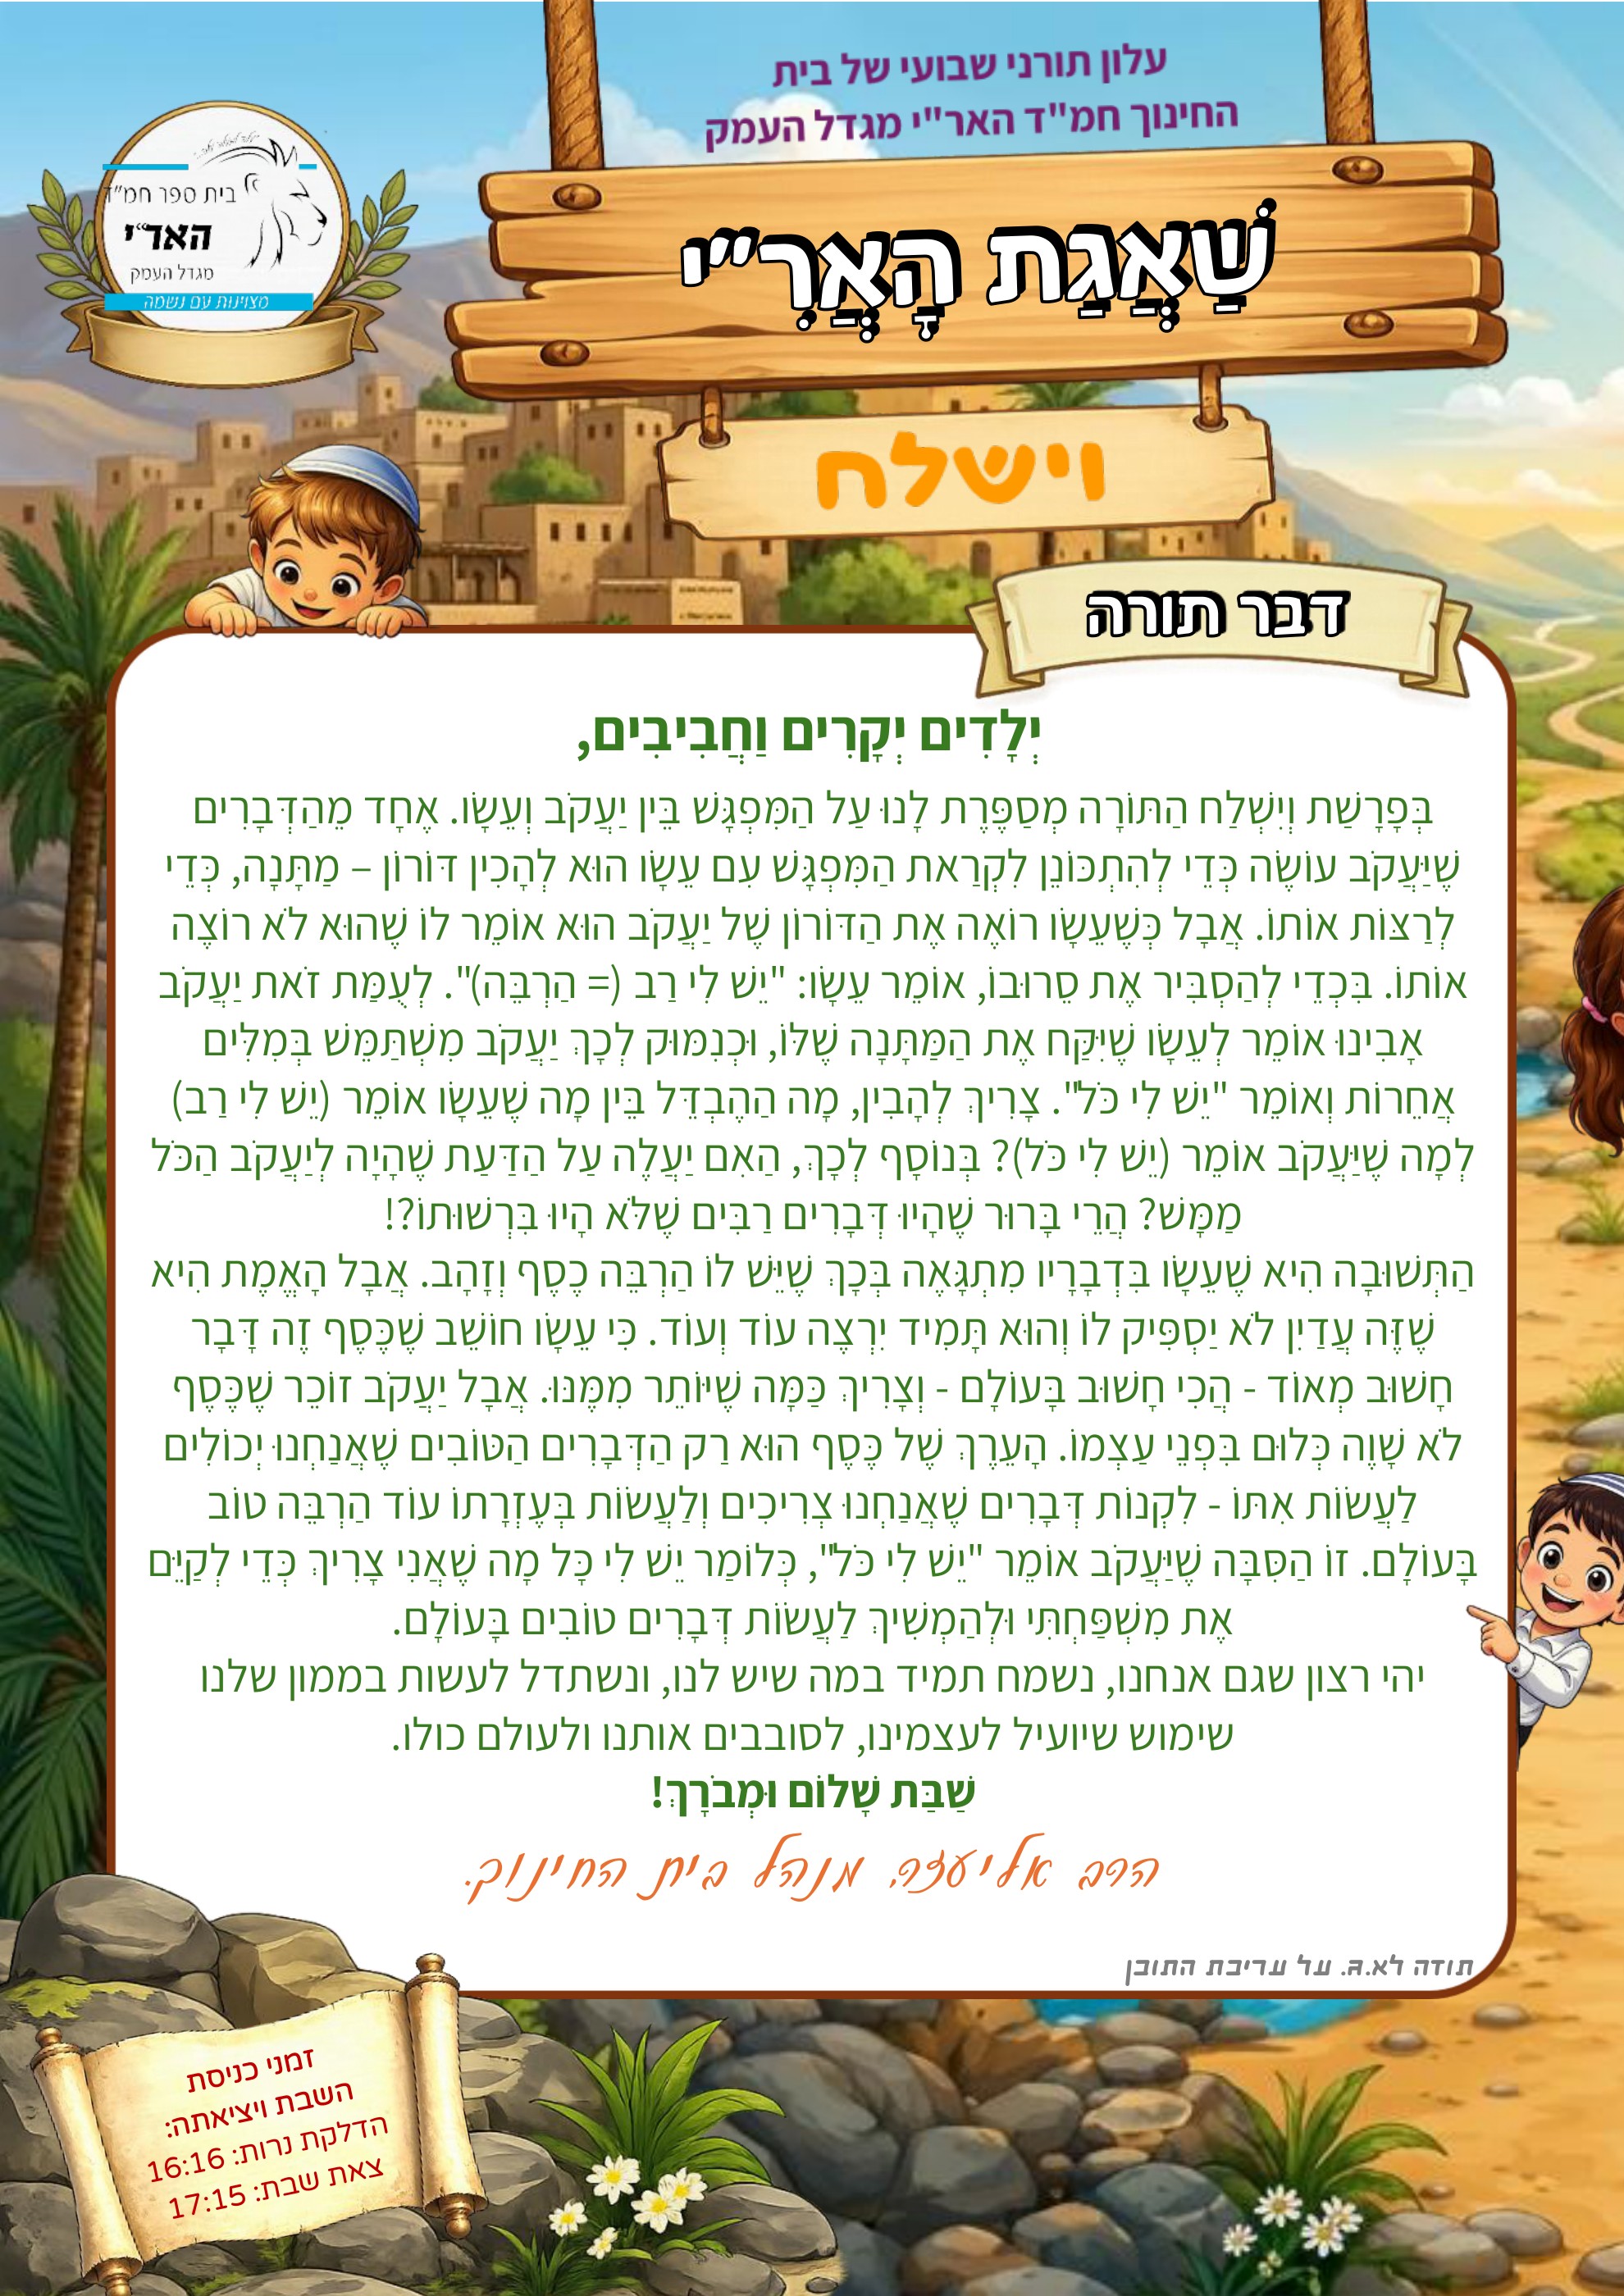 עלון תורני שבועי של בית
החינוך חמ"ד האר"י מגדל העמק
בית ספר חמ"ד
האר"י
מגדל העמק
מצוינות עם נשמה
שַׁאֲגַת הָאֲרִ"י
וישלח
דבר תורה
יְלָדִים יְקָרִים וַחֲבִיבִים,
בְּפָרָשַׁת וְיִשְׁלַח הַתּוֹרָה מְסַפֶּרֶת לָנוּ עַל הַמִּפְגָּשׁ בֵּין יַעֲקֹב וְעֵשָׂו. אֶחָד מֵהַדְּבָרִים
שֶׁיַּעֲקֹב עוֹשֶׂה כְּדֵי לְהִתְכּוֹנֵן לִקְרַאת הַמִּפְגָּשׁ עִם עֵשָׂו הוּא לְהָכִין דּוֹרוֹן – מַתָּנָה, כְּדֵי
לְרַצּוֹת אוֹתוֹ. אֲבָל כְּשֶׁעֵשָׂו רוֹאֶה אֶת הַדּוֹרוֹן שֶׁל יַעֲקֹב הוּא אוֹמֵר לוֹ שֶׁהוּא לֹא רוֹצֶה
אוֹתוֹ. בִּכְדֵי לְהַסְבִּיר אֶת סֵרוּבוֹ, אוֹמֵר עֵשָׂו: "יֵשׁ לִי רַב (= הַרְבֵּה)". לְעֻמַּת זֹאת יַעֲקֹב
אָבִינוּ אוֹמֵר לְעֵשָׂו שֶׁיִּקַּח אֶת הַמַּתָּנָה שֶׁלּוֹ, וּכְנִמּוּק לְכָךְ יַעֲקֹב מִשְׁתַּמֵּשׁ בְּמִלִּים
אֲחֵרוֹת וְאוֹמֵר "יֵשׁ לִי כֹּל". צָרִיךְ לְהָבִין, מָה הַהֶבְדֵּל בֵּין מָה שֶׁעֵשָׂו אוֹמֵר (יֵשׁ לִי רַב)
לְמָה שֶׁיַּעֲקֹב אוֹמֵר (יֵשׁ לִי כֹּל)? בְּנוֹסָף לְכָךְ, הַאִם יַעֲלֶה עַל הַדַּעַת שֶׁהָיָה לְיַעֲקֹב הַכֹּל
מַמָּשׁ? הֲרֵי בָּרוּר שֶׁהָיוּ דְּבָרִים רַבִּים שֶׁלֹּא הָיוּ בִּרְשׁוּתוֹ?!
הַתְּשׁוּבָה הִיא שֶׁעֵשָׂו בִּדְבָרָיו מִתְגָּאֶה בְּכָךְ שֶׁיֵּשׁ לוֹ הַרְבֵּה כֶסֶף וְזָהָב. אֲבָל הָאֱמֶת הִיא
שֶׁזֶּה עֲדַיִן לֹא יַסְפִּיק לוֹ וְהוּא תָּמִיד יִרְצֶה עוֹד וְעוֹד. כִּי עֵשָׂו חוֹשֵׁב שֶׁכֶּסֶף זֶה דָּבָר
חָשׁוּב מְאוֹד - הֲכִי חָשׁוּב בָּעוֹלָם - וְצָרִיךְ כַּמָּה שֶׁיּוֹתֵר מִמֶּנּוּ. אֲבָל יַעֲקֹב זוֹכֵר שֶׁכֶּסֶף
לֹא שָׁוֶה כְּלוּם בִּפְנֵי עַצְמוֹ. הָעֵרֶךְ שֶׁל כֶּסֶף הוּא רַק הַדְּבָרִים הַטּוֹבִים שֶׁאֲנַחְנוּ יְכוֹלִים
לַעֲשׂוֹת אִתּוֹ - לִקְנוֹת דְּבָרִים שֶׁאֲנַחְנוּ צְרִיכִים וְלַעֲשׂוֹת בְּעֶזְרָתוֹ עוֹד הַרְבֵּה טוֹב
בָּעוֹלָם. זוֹ הַסִּבָּה שֶׁיַּעֲקֹב אוֹמֵר "יֵשׁ לִי כֹּל", כְּלוֹמַר יֵשׁ לִי כָּל מָה שֶׁאֲנִי צָרִיךְ כְּדֵי לְקַיֵּם
אֶת מִשְׁפַּחְתִּי וּלְהַמְשִׁיךְ לַעֲשׂוֹת דְּבָרִים טוֹבִים בָּעוֹלָם.
יהי רצון שגם אנחנו, נשמח תמיד במה שיש לנו, ונשתדל לעשות בממון שלנו
שימוש שיועיל לעצמינו, לסובבים אותנו ולעולם כולו.
שַׁבַּת שָׁלוֹם וּמְבֹרָךְ!
הרב אליעזר, מנהל בית החינוך.
תודה לא.ג. על עריכת התוכן
זמני כניסת
השבת ויציאתה:
הדלקת נרות: 16:16
צאת שבת: 17:15